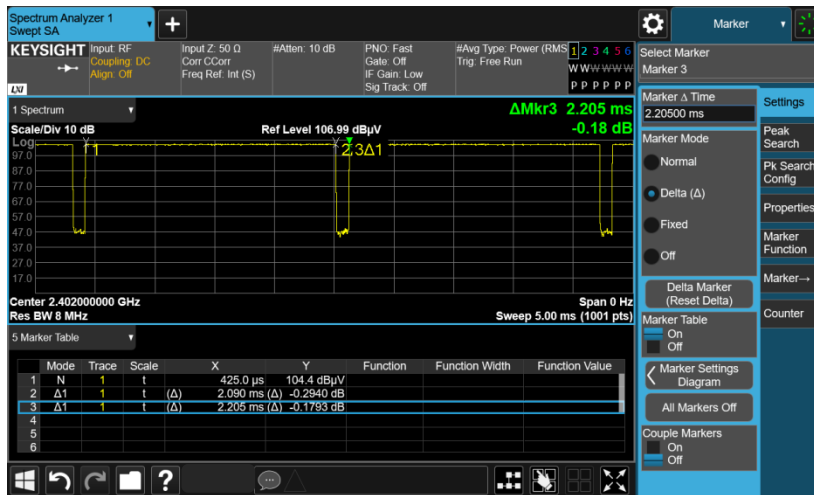 Spectrum Analyzer 1
Swept SA
Marker
KEYSIGHT
Input: RF
Coupling: DC
Align: Off
Input Z: 50 Ω
Corr CCorr
Freq Ref: Int (S)
#Atten: 10 dB
PNO: Fast
Gate: Off
IF Gain: Low
Sig Track: Off
#Avg Type: Power (RMS
Trig: Free Run
1 2 3 4 5 6
W W W W W W
P P P P P P
LXI
Select Marker
Marker 3
Marker Δ Time
2.20500 ms
Marker Mode
Normal
Delta (Δ)
Fixed
Off
Delta Marker
(Reset Delta)
Marker Table
On
Off
Marker Settings
Diagram
All Markers Off
Couple Markers
On
Off
Settings
Peak
Search
Pk Search
Config
Properties
Marker
Function
Marker→
Counter
1 Spectrum
ΔMkr3 2.205 ms
-0.18 dB
Scale/Div 10 dB
Ref Level 106.99 dBµV
Log
97.0
87.0
77.0
67.0
57.0
47.0
37.0
27.0
17.0
1
2,3Δ1
Center 2.402000000 GHz
Span 0 Hz
Res BW 8 MHz
Sweep 5.00 ms (1001 pts)
5 Marker Table
Mode Trace Scale X Y Function Function Width Function Value
1 N 1 t 425.0 µs 104.4 dBµV
2 Δ1 1 t (Δ) 2.090 ms (Δ) -0.2940 dB
3 Δ1 1 t (Δ) 2.205 ms (Δ) -0.1793 dB
4
5
6
?